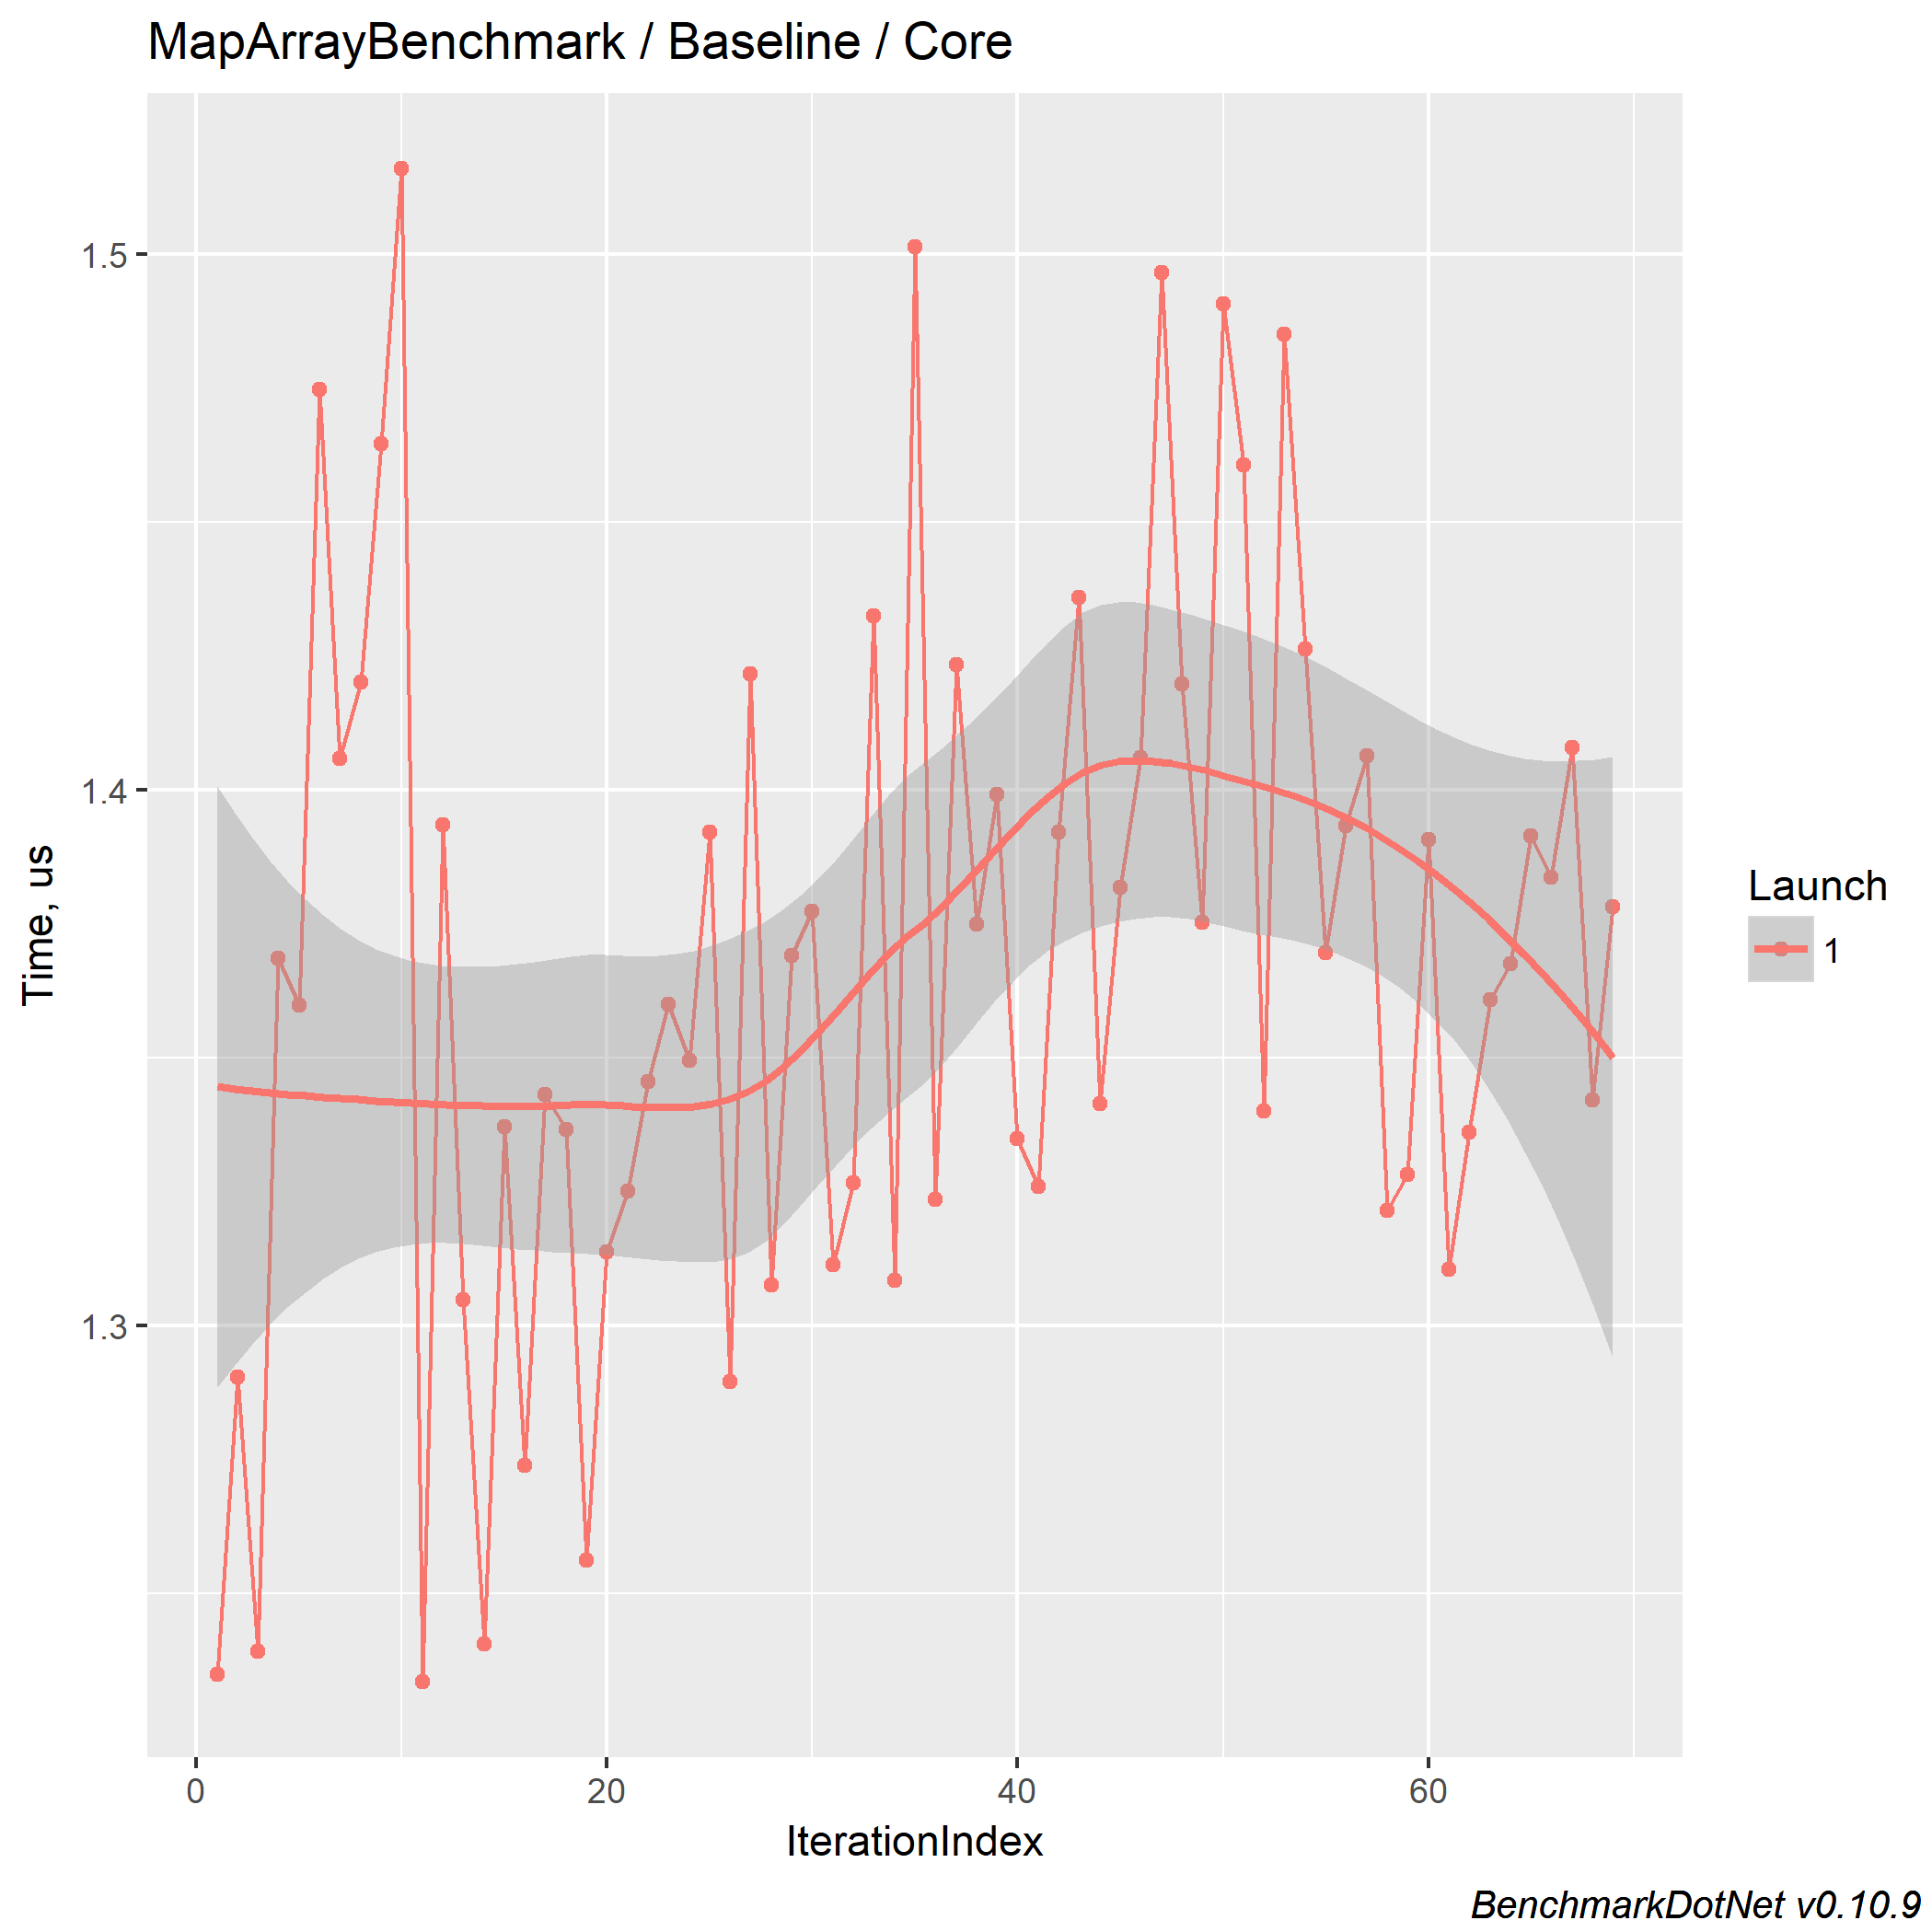 MapArrayBenchmark / Baseline / Core
Time, us
1.5
1.4
1.3
0 20 40 60
IterationIndex
Launch
1
BenchmarkDotNet v0.10.9